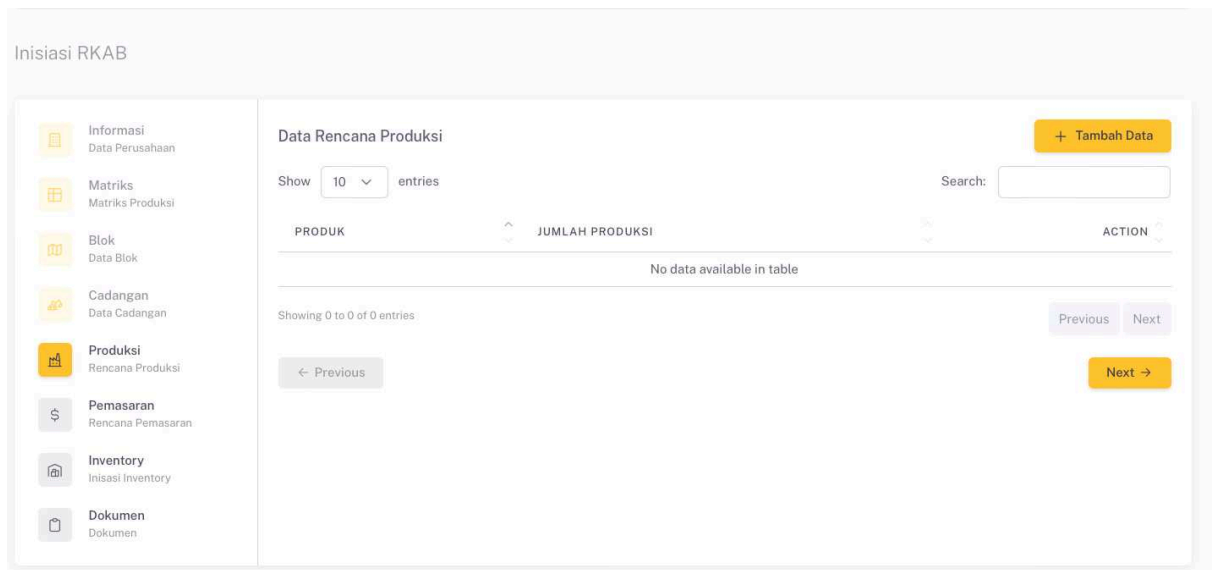 Inisiasi RKAB
Informasi
Data Perusahaan
Matriks
Matriks Produksi
Blok
Data Blok
Cadangan
Data Cadangan
Produksi
Rencana Produksi
Pemasaran
Rencana Pemasaran
Inventory
Inisasi Inventory
Dokumen
Dokumen
Data Rencana Produksi
+ Tambah Data
Show 10 entries
Search:
PRODUK JUMLAH PRODUKSI ACTION
No data available in table
Showing 0 to 0 of 0 entries
Previous Next
← Previous
Next →